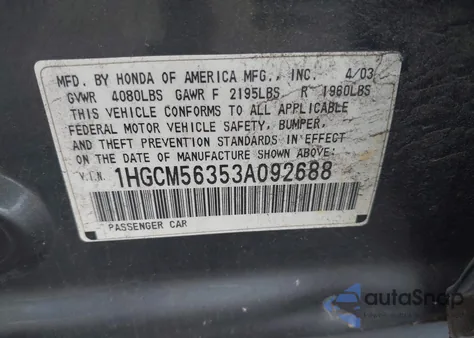 MFD. BY HONDA OF AMERICA MFG., INC. 4/03
GVWR 4080LBS GAWR F 2195LBS R 1960LBS
THIS VEHICLE CONFORMS TO ALL APPLICABLE
FEDERAL MOTOR VEHICLE SAFETY, BUMPER,
AND THEFT PREVENTION STANDARDS IN EFFECT
ON THE DATE OF MANUFACTURE SHOWN ABOVE.
V.I.N. 1HGCM56353A092688
PASSENGER CAR
autaSnap